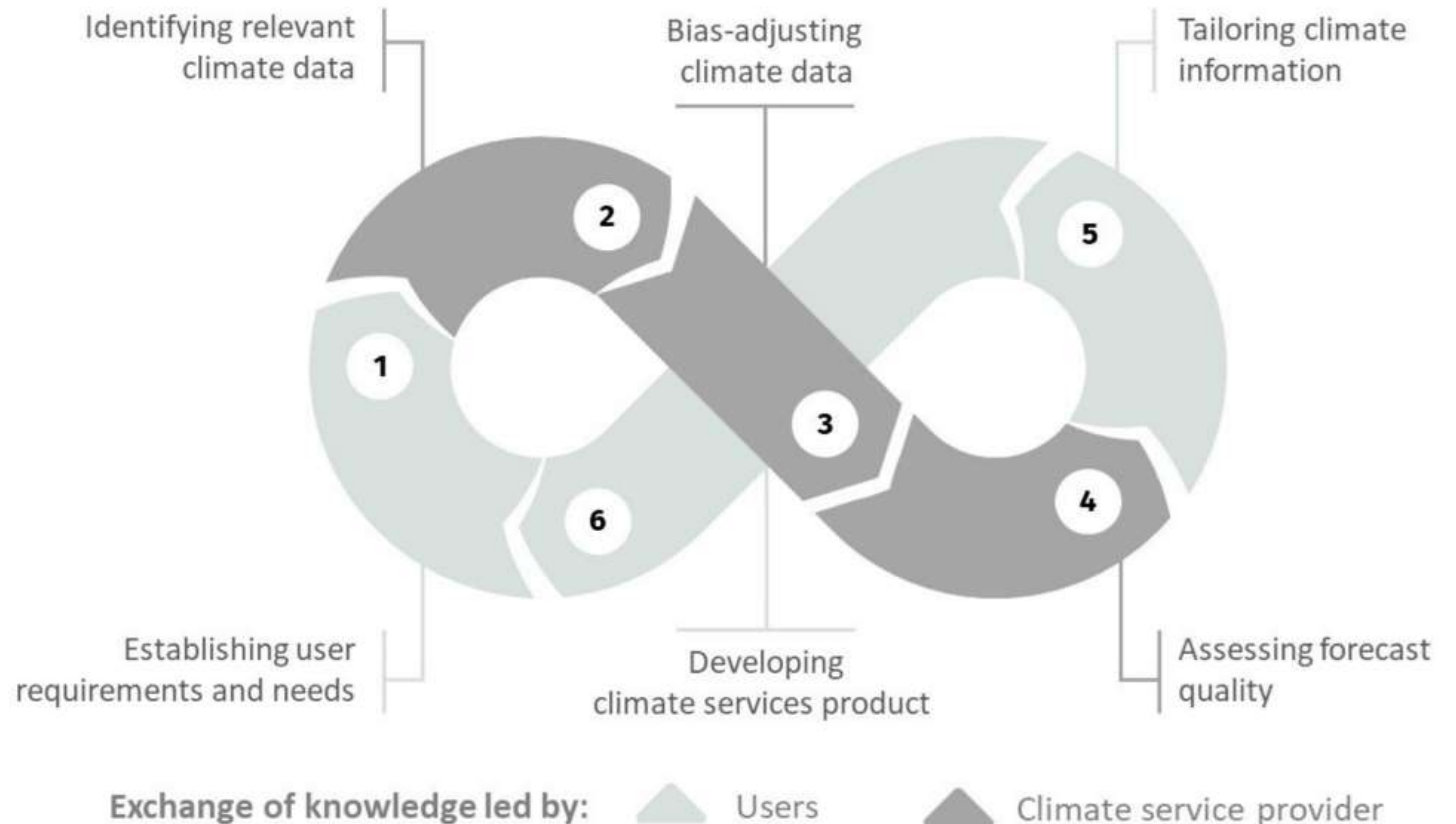 Identifying relevant
climate data
Bias-adjusting
climate data
Tailoring climate
information
2
5
1
3
4
6
Establishing user
requirements and needs
Developing
climate services product
Assessing forecast
quality
Exchange of knowledge led by:
Users
Climate service provider